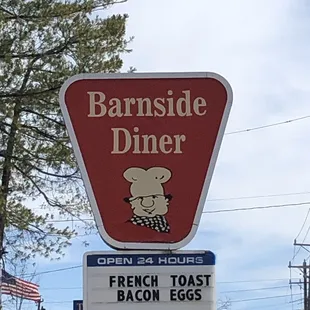 Barnside
Diner
OPEN 24 HOURS
FRENCH TOAST
BACON EGGS